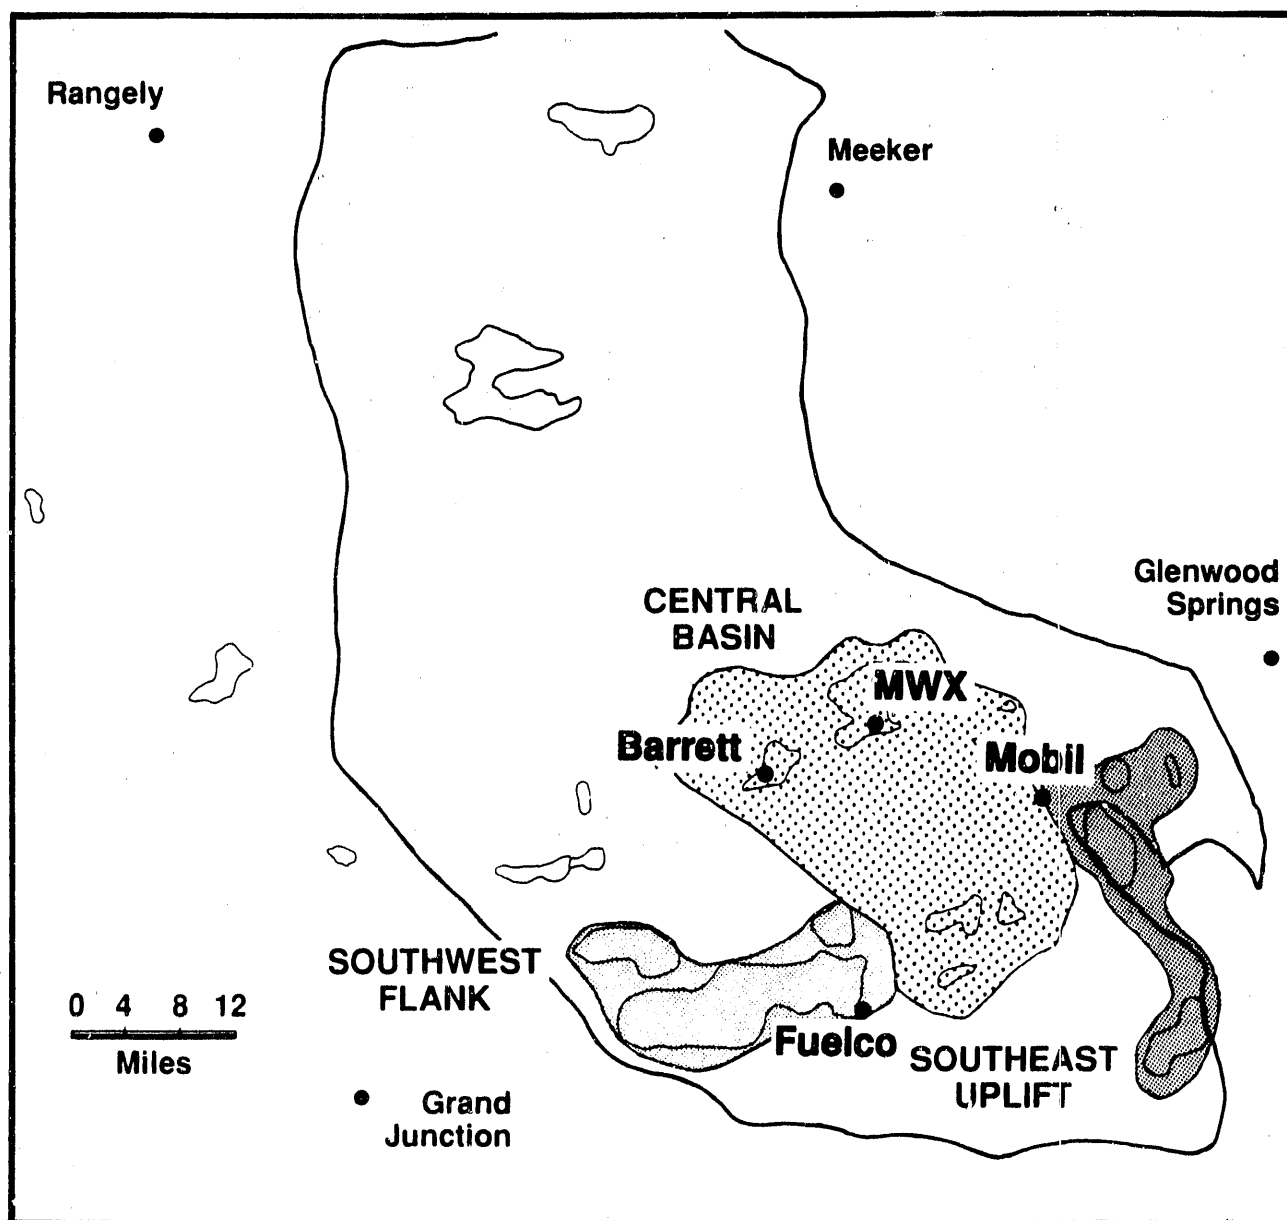 Rangely
Meeker
Glenwood
Springs
CENTRAL
BASIN
MWX
Barrett
Mobil
SOUTHWEST
FLANK
0 4 8 12
Miles
Fuelco
SOUTHEAST
UPLIFT
Grand
Junction